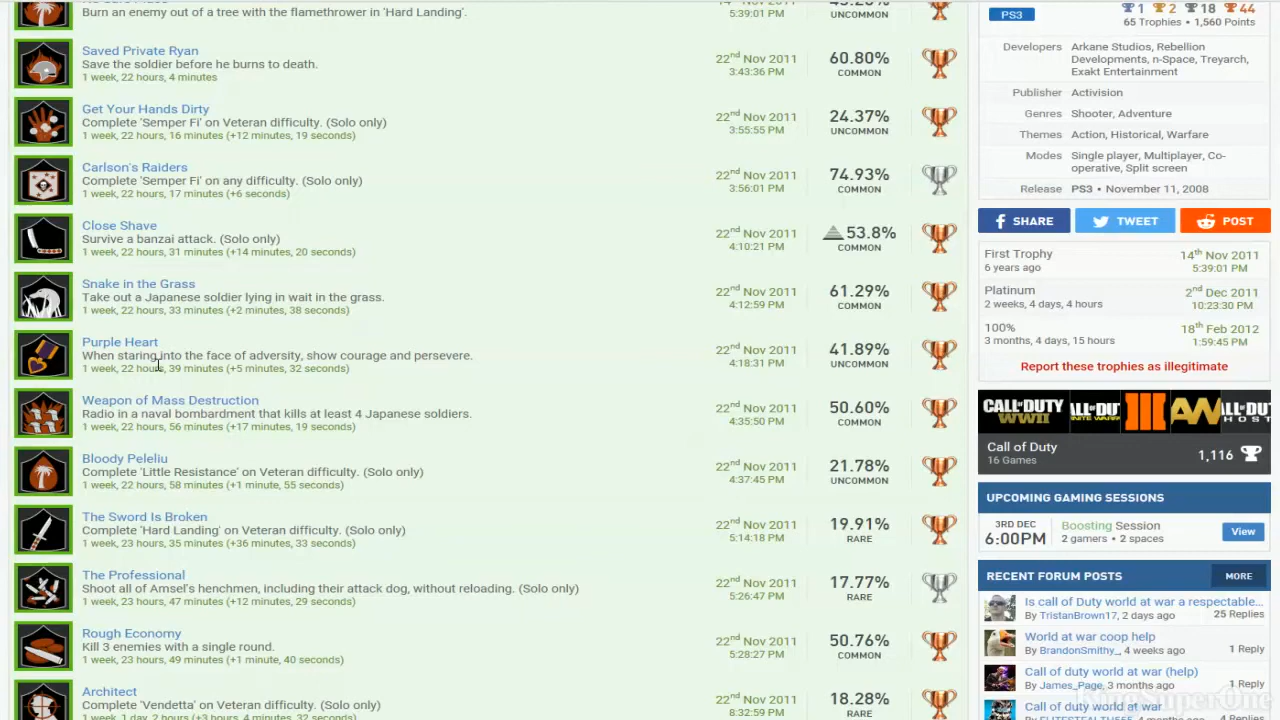 Burn an enemy out of a tree with the flamethrower in 'Hard Landing'.
5:39:01 PM
UNCOMMON
Saved Private Ryan
Save the soldier before he burns to death.
1 week, 22 hours, 4 minutes
22nd Nov 2011
3:43:36 PM
60.80%
COMMON
Get Your Hands Dirty
Complete 'Semper Fi' on Veteran difficulty. (Solo only)
1 week, 22 hours, 16 minutes (+12 minutes, 19 seconds)
22nd Nov 2011
3:55:55 PM
24.37%
UNCOMMON
Carlson's Raiders
Complete 'Semper Fi' on any difficulty. (Solo only)
1 week, 22 hours, 17 minutes (+6 seconds)
22nd Nov 2011
3:56:01 PM
74.93%
COMMON
Close Shave
Survive a banzai attack. (Solo only)
1 week, 22 hours, 31 minutes (+14 minutes, 20 seconds)
22nd Nov 2011
4:10:21 PM
53.8%
COMMON
Snake in the Grass
Take out a Japanese soldier lying in wait in the grass.
1 week, 22 hours, 33 minutes (+2 minutes, 38 seconds)
22nd Nov 2011
4:12:59 PM
61.29%
COMMON
Purple Heart
When staring into the face of adversity, show courage and persevere.
1 week, 22 hours, 39 minutes (+5 minutes, 32 seconds)
22nd Nov 2011
4:18:31 PM
41.89%
UNCOMMON
Weapon of Mass Destruction
Radio in a naval bombardment that kills at least 4 Japanese soldiers.
1 week, 22 hours, 56 minutes (+17 minutes, 19 seconds)
22nd Nov 2011
4:35:50 PM
50.60%
COMMON
Bloody Peleliu
Complete 'Little Resistance' on Veteran difficulty. (Solo only)
1 week, 22 hours, 58 minutes (+1 minute, 55 seconds)
22nd Nov 2011
4:37:45 PM
21.78%
UNCOMMON
The Sword Is Broken
Complete 'Hard Landing' on Veteran difficulty. (Solo only)
1 week, 23 hours, 35 minutes (+36 minutes, 33 seconds)
22nd Nov 2011
5:14:18 PM
19.91%
RARE
The Professional
Shoot all of Amsel's henchmen, including their attack dog, without reloading. (Solo only)
1 week, 23 hours, 47 minutes (+12 minutes, 29 seconds)
22nd Nov 2011
5:26:47 PM
17.77%
RARE
Rough Economy
Kill 3 enemies with a single round.
1 week, 23 hours, 49 minutes (+1 minute, 40 seconds)
22nd Nov 2011
5:28:27 PM
50.76%
COMMON
Architect
Complete 'Vendetta' on Veteran difficulty. (Solo only)
1 week, 1 day, 2 hours (+3 hours, 4 minutes, 32 seconds)
22nd Nov 2011
8:32:59 PM
18.28%
RARE
PS3
1 2 18 44
65 Trophies • 1,560 Points
Developers Arkane Studios, Rebellion
Developments, n-Space, Treyarch,
Exakt Entertainment
Publisher Activision
Genres Shooter, Adventure
Themes Action, Historical, Warfare
Modes Single player, Multiplayer, Co-
operative, Split screen
Release PS3 • November 11, 2008
SHARE TWEET POST
First Trophy 14th Nov 2011
6 years ago 5:39:01 PM
Platinum 2nd Dec 2011
2 weeks, 4 days, 4 hours 10:23:30 PM
100% 18th Feb 2012
3 months, 4 days, 15 hours 1:59:45 PM
Report these trophies as illegitimate
CALL OF DUTY
WWII
III
AW
Call of Duty
16 Games
1,116
UPCOMING GAMING SESSIONS
3RD DEC
6:00PM
Boosting Session
2 gamers • 2 spaces
View
RECENT FORUM POSTS MORE
Is call of Duty world at war a respectable...
By TristanBrown17, 2 days ago 25 Replies
World at war coop help
By BrandonSmithy_, 4 weeks ago 1 Reply
Call of duty world at war (help)
By James_Page, 3 months ago 1 Reply
Call of duty world at war